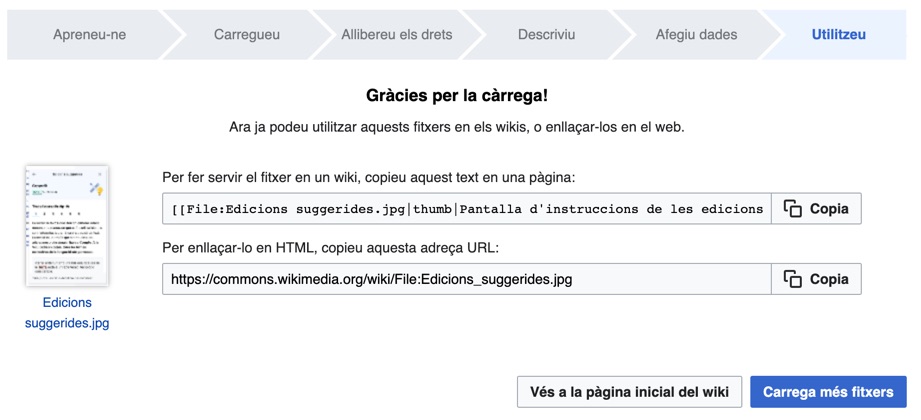 Apreneu-ne
Carregueu
Allibereu els drets
Descriviu
Afegiu dades
Utilitzeu
Gràcies per la càrrega!
Ara ja podeu utilitzar aquests fitxers en els wikis, o enllaçar-los en el web.
Per fer servir el fitxer en un wiki, copieu aquest text en una pàgina:
[[File:Edicions suggerides.jpg|thumb|Pantalla d'instruccions de les edicions
Copia
Per enllaçar-lo en HTML, copieu aquesta adreça URL:
https://commons.wikimedia.org/wiki/File:Edicions_suggerides.jpg
Copia
Edicions
suggerides.jpg
Vés a la pàgina inicial del wiki
Carrega més fitxers